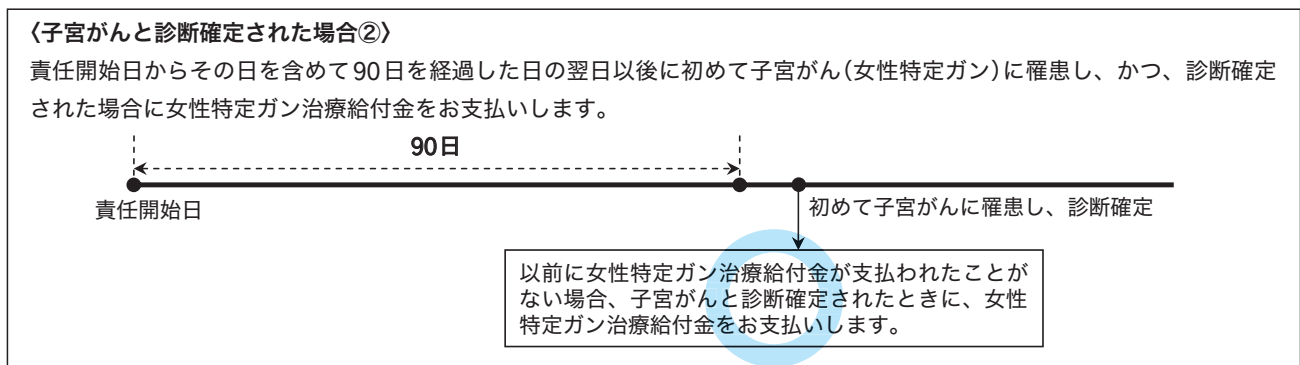 〈子宮がんと診断確定された場合②〉
責任開始日からその日を含めて90日を経過した日の翌日以後に初めて子宮がん(女性特定ガン)に罹患し、かつ、診断確定
された場合に女性特定ガン治療給付金をお支払いします。
90日
責任開始日
初めて子宮がんに罹患し、診断確定
以前に女性特定ガン治療給付金が支払われたことが
ない場合、子宮がんと診断確定されたときに、女性
特定ガン治療給付金をお支払いします。